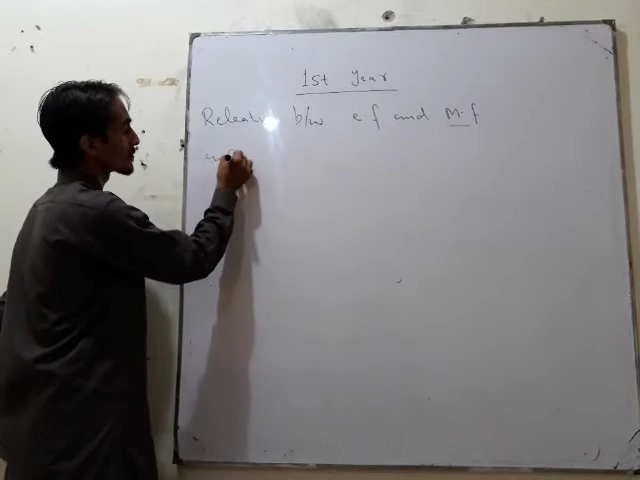 1st Year
Relation b/w e.f and M.f